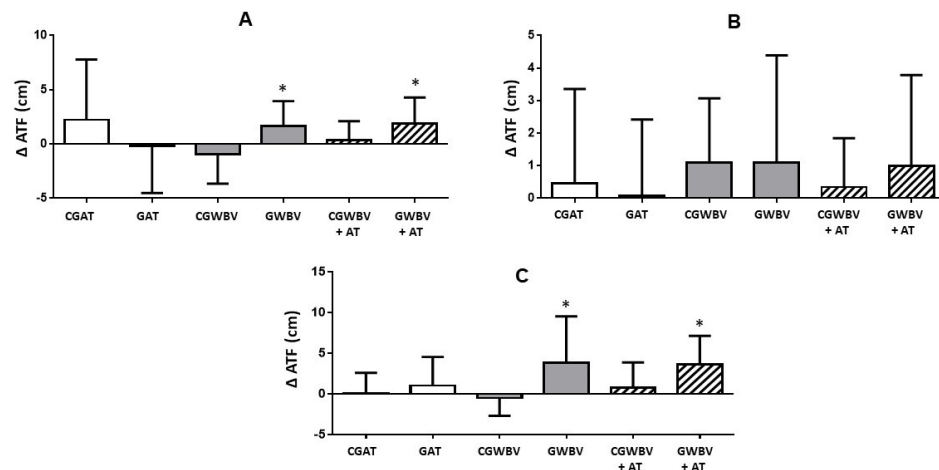 A
Δ ATF (cm)
10
5
0
-5
*
*
CGAT
GAT
CGWBV
GWBV
CGWBV
+ AT
GWBV
+ AT
B
Δ ATF (cm)
5
4
3
2
1
0
CGAT
GAT
CGWBV
GWBV
CGWBV
+ AT
GWBV
+ AT
C
Δ ATF (cm)
15
10
5
0
-5
*
*
CGAT
GAT
CGWBV
GWBV
CGWBV
+ AT
GWBV
+ AT